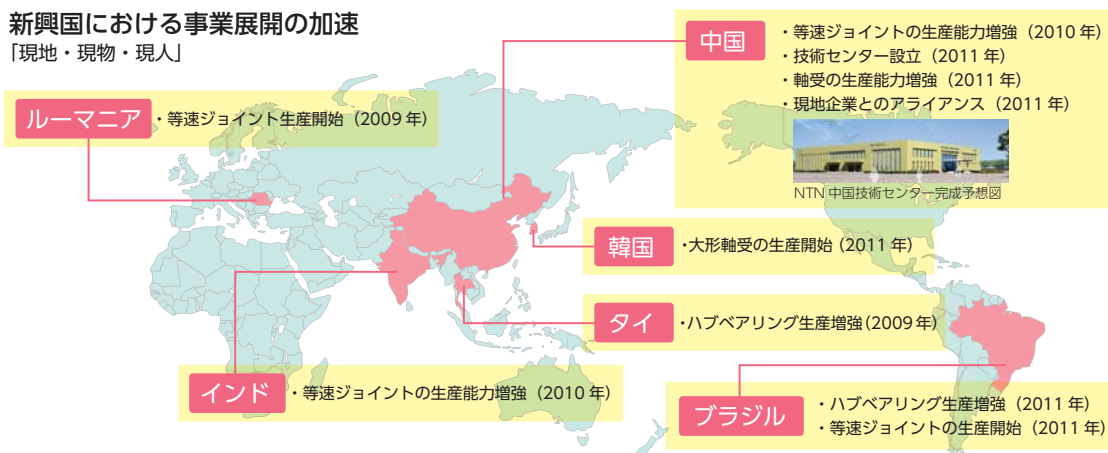 新興国における事業展開の加速
「現地・現物・現人」
中国
・等速ジョイントの生産能力増強（2010 年）
・技術センター設立（2011 年）
・軸受の生産能力増強（2011 年）
・現地企業とのアライアンス（2011 年）
NTN 中国技術センター完成予想図
ルーマニア
・等速ジョイント生産開始（2009 年）
韓国
・大形軸受の生産開始（2011 年）
タイ
・ハブベアリング生産増強（2009 年）
インド
・等速ジョイントの生産能力増強（2010 年）
ブラジル
・ハブベアリング生産増強（2011 年）
・等速ジョイントの生産開始（2011 年）